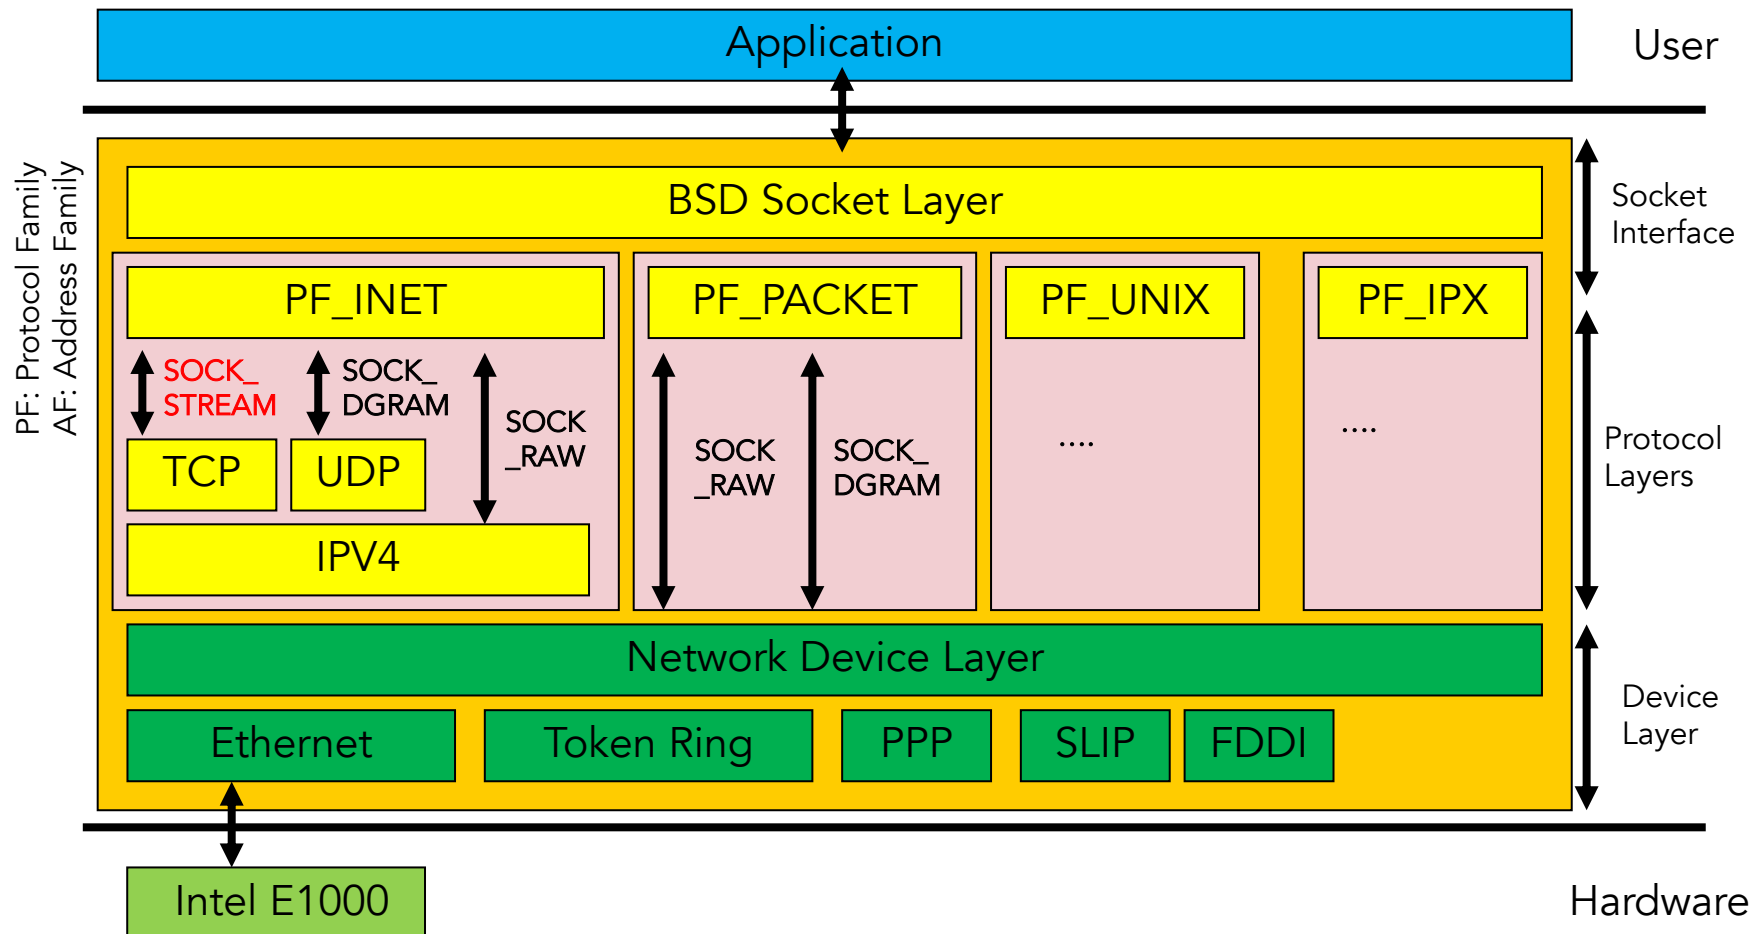 Application
User
PF: Protocol Family
AF: Address Family
BSD Socket Layer
Socket
Interface
PF_INET
PF_PACKET
PF_UNIX
PF_IPX
SOCK_
STREAM
SOCK_
DGRAM
SOCK
_RAW
SOCK
_RAW
SOCK_
DGRAM
....
....
Protocol
Layers
TCP
UDP
IPV4
Network Device Layer
Device
Layer
Ethernet
Token Ring
PPP
SLIP
FDDI
Intel E1000
Hardware